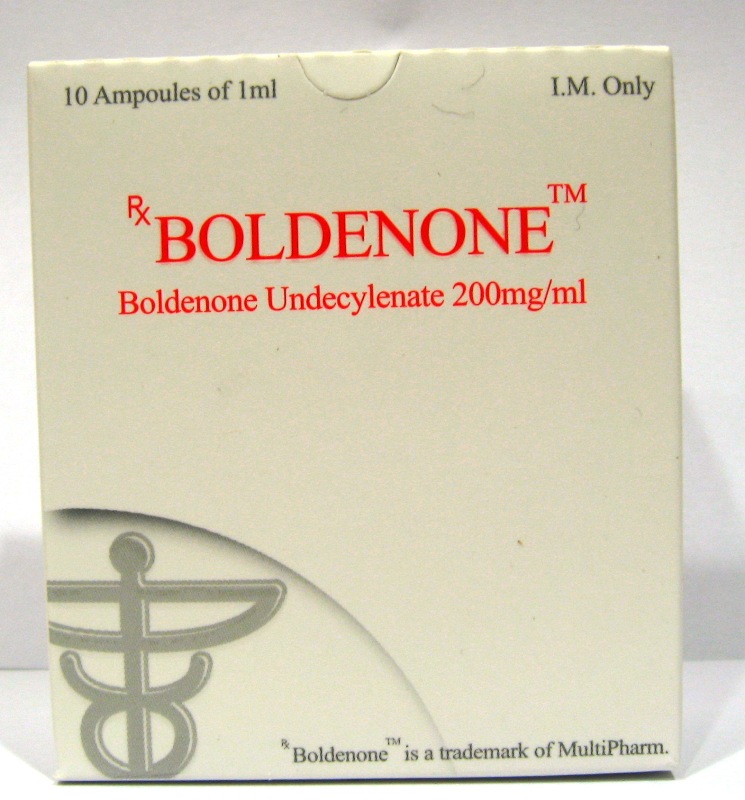 10 Ampoules of 1ml
I.M. Only
℞BOLDENONE™
Boldenone Undecylenate 200mg/ml
℞Boldenone™ is a trademark of MultiPharm.